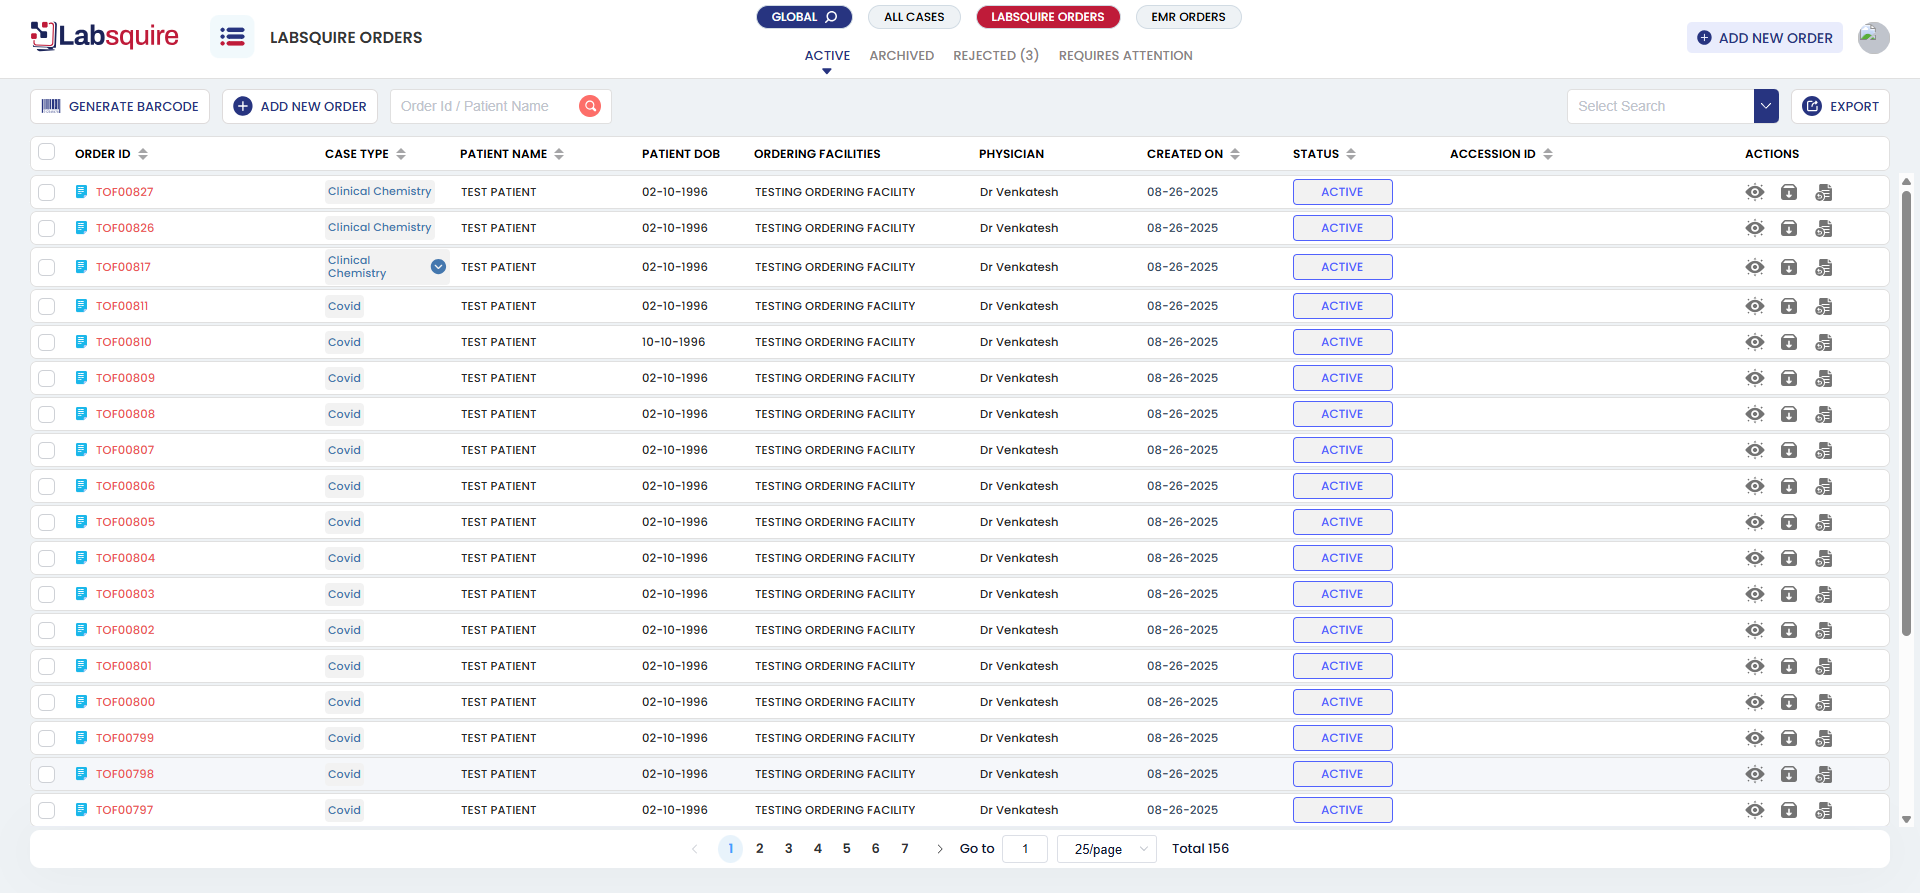 Labsquire
LABSQUIRE ORDERS
GLOBAL
ALL CASES
LABSQUIRE ORDERS
EMR ORDERS
ACTIVE ARCHIVED REJECTED (3) REQUIRES ATTENTION
ADD NEW ORDER
GENERATE BARCODE
ADD NEW ORDER
Order Id / Patient Name
Select Search
EXPORT
ORDER ID CASE TYPE PATIENT NAME PATIENT DOB ORDERING FACILITIES PHYSICIAN CREATED ON STATUS ACCESSION ID ACTIONS
TOF00827 Clinical Chemistry TEST PATIENT 02-10-1996 TESTING ORDERING FACILITY Dr Venkatesh 08-26-2025 ACTIVE
TOF00826 Clinical Chemistry TEST PATIENT 02-10-1996 TESTING ORDERING FACILITY Dr Venkatesh 08-26-2025 ACTIVE
TOF00817 Clinical Chemistry TEST PATIENT 02-10-1996 TESTING ORDERING FACILITY Dr Venkatesh 08-26-2025 ACTIVE
TOF00811 Covid TEST PATIENT 02-10-1996 TESTING ORDERING FACILITY Dr Venkatesh 08-26-2025 ACTIVE
TOF00810 Covid TEST PATIENT 10-10-1996 TESTING ORDERING FACILITY Dr Venkatesh 08-26-2025 ACTIVE
TOF00809 Covid TEST PATIENT 02-10-1996 TESTING ORDERING FACILITY Dr Venkatesh 08-26-2025 ACTIVE
TOF00808 Covid TEST PATIENT 02-10-1996 TESTING ORDERING FACILITY Dr Venkatesh 08-26-2025 ACTIVE
TOF00807 Covid TEST PATIENT 02-10-1996 TESTING ORDERING FACILITY Dr Venkatesh 08-26-2025 ACTIVE
TOF00806 Covid TEST PATIENT 02-10-1996 TESTING ORDERING FACILITY Dr Venkatesh 08-26-2025 ACTIVE
TOF00805 Covid TEST PATIENT 02-10-1996 TESTING ORDERING FACILITY Dr Venkatesh 08-26-2025 ACTIVE
TOF00804 Covid TEST PATIENT 02-10-1996 TESTING ORDERING FACILITY Dr Venkatesh 08-26-2025 ACTIVE
TOF00803 Covid TEST PATIENT 02-10-1996 TESTING ORDERING FACILITY Dr Venkatesh 08-26-2025 ACTIVE
TOF00802 Covid TEST PATIENT 02-10-1996 TESTING ORDERING FACILITY Dr Venkatesh 08-26-2025 ACTIVE
TOF00801 Covid TEST PATIENT 02-10-1996 TESTING ORDERING FACILITY Dr Venkatesh 08-26-2025 ACTIVE
TOF00800 Covid TEST PATIENT 02-10-1996 TESTING ORDERING FACILITY Dr Venkatesh 08-26-2025 ACTIVE
TOF00799 Covid TEST PATIENT 02-10-1996 TESTING ORDERING FACILITY Dr Venkatesh 08-26-2025 ACTIVE
TOF00798 Covid TEST PATIENT 02-10-1996 TESTING ORDERING FACILITY Dr Venkatesh 08-26-2025 ACTIVE
TOF00797 Covid TEST PATIENT 02-10-1996 TESTING ORDERING FACILITY Dr Venkatesh 08-26-2025 ACTIVE
1 2 3 4 5 6 7 Go to 1 25/page Total 156